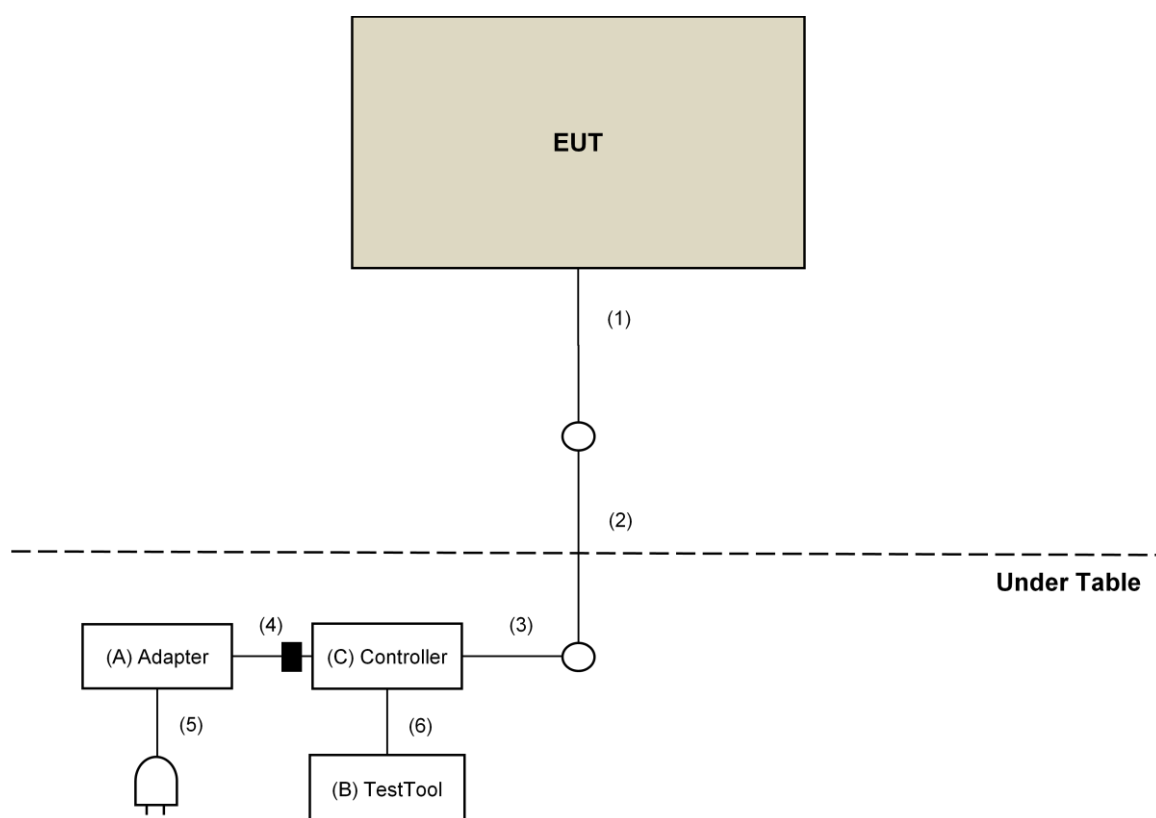 EUT
(1)
(2)
Under Table
(4)
(3)
(A) Adapter
(C) Controller
(5)
(6)
(B) TestTool